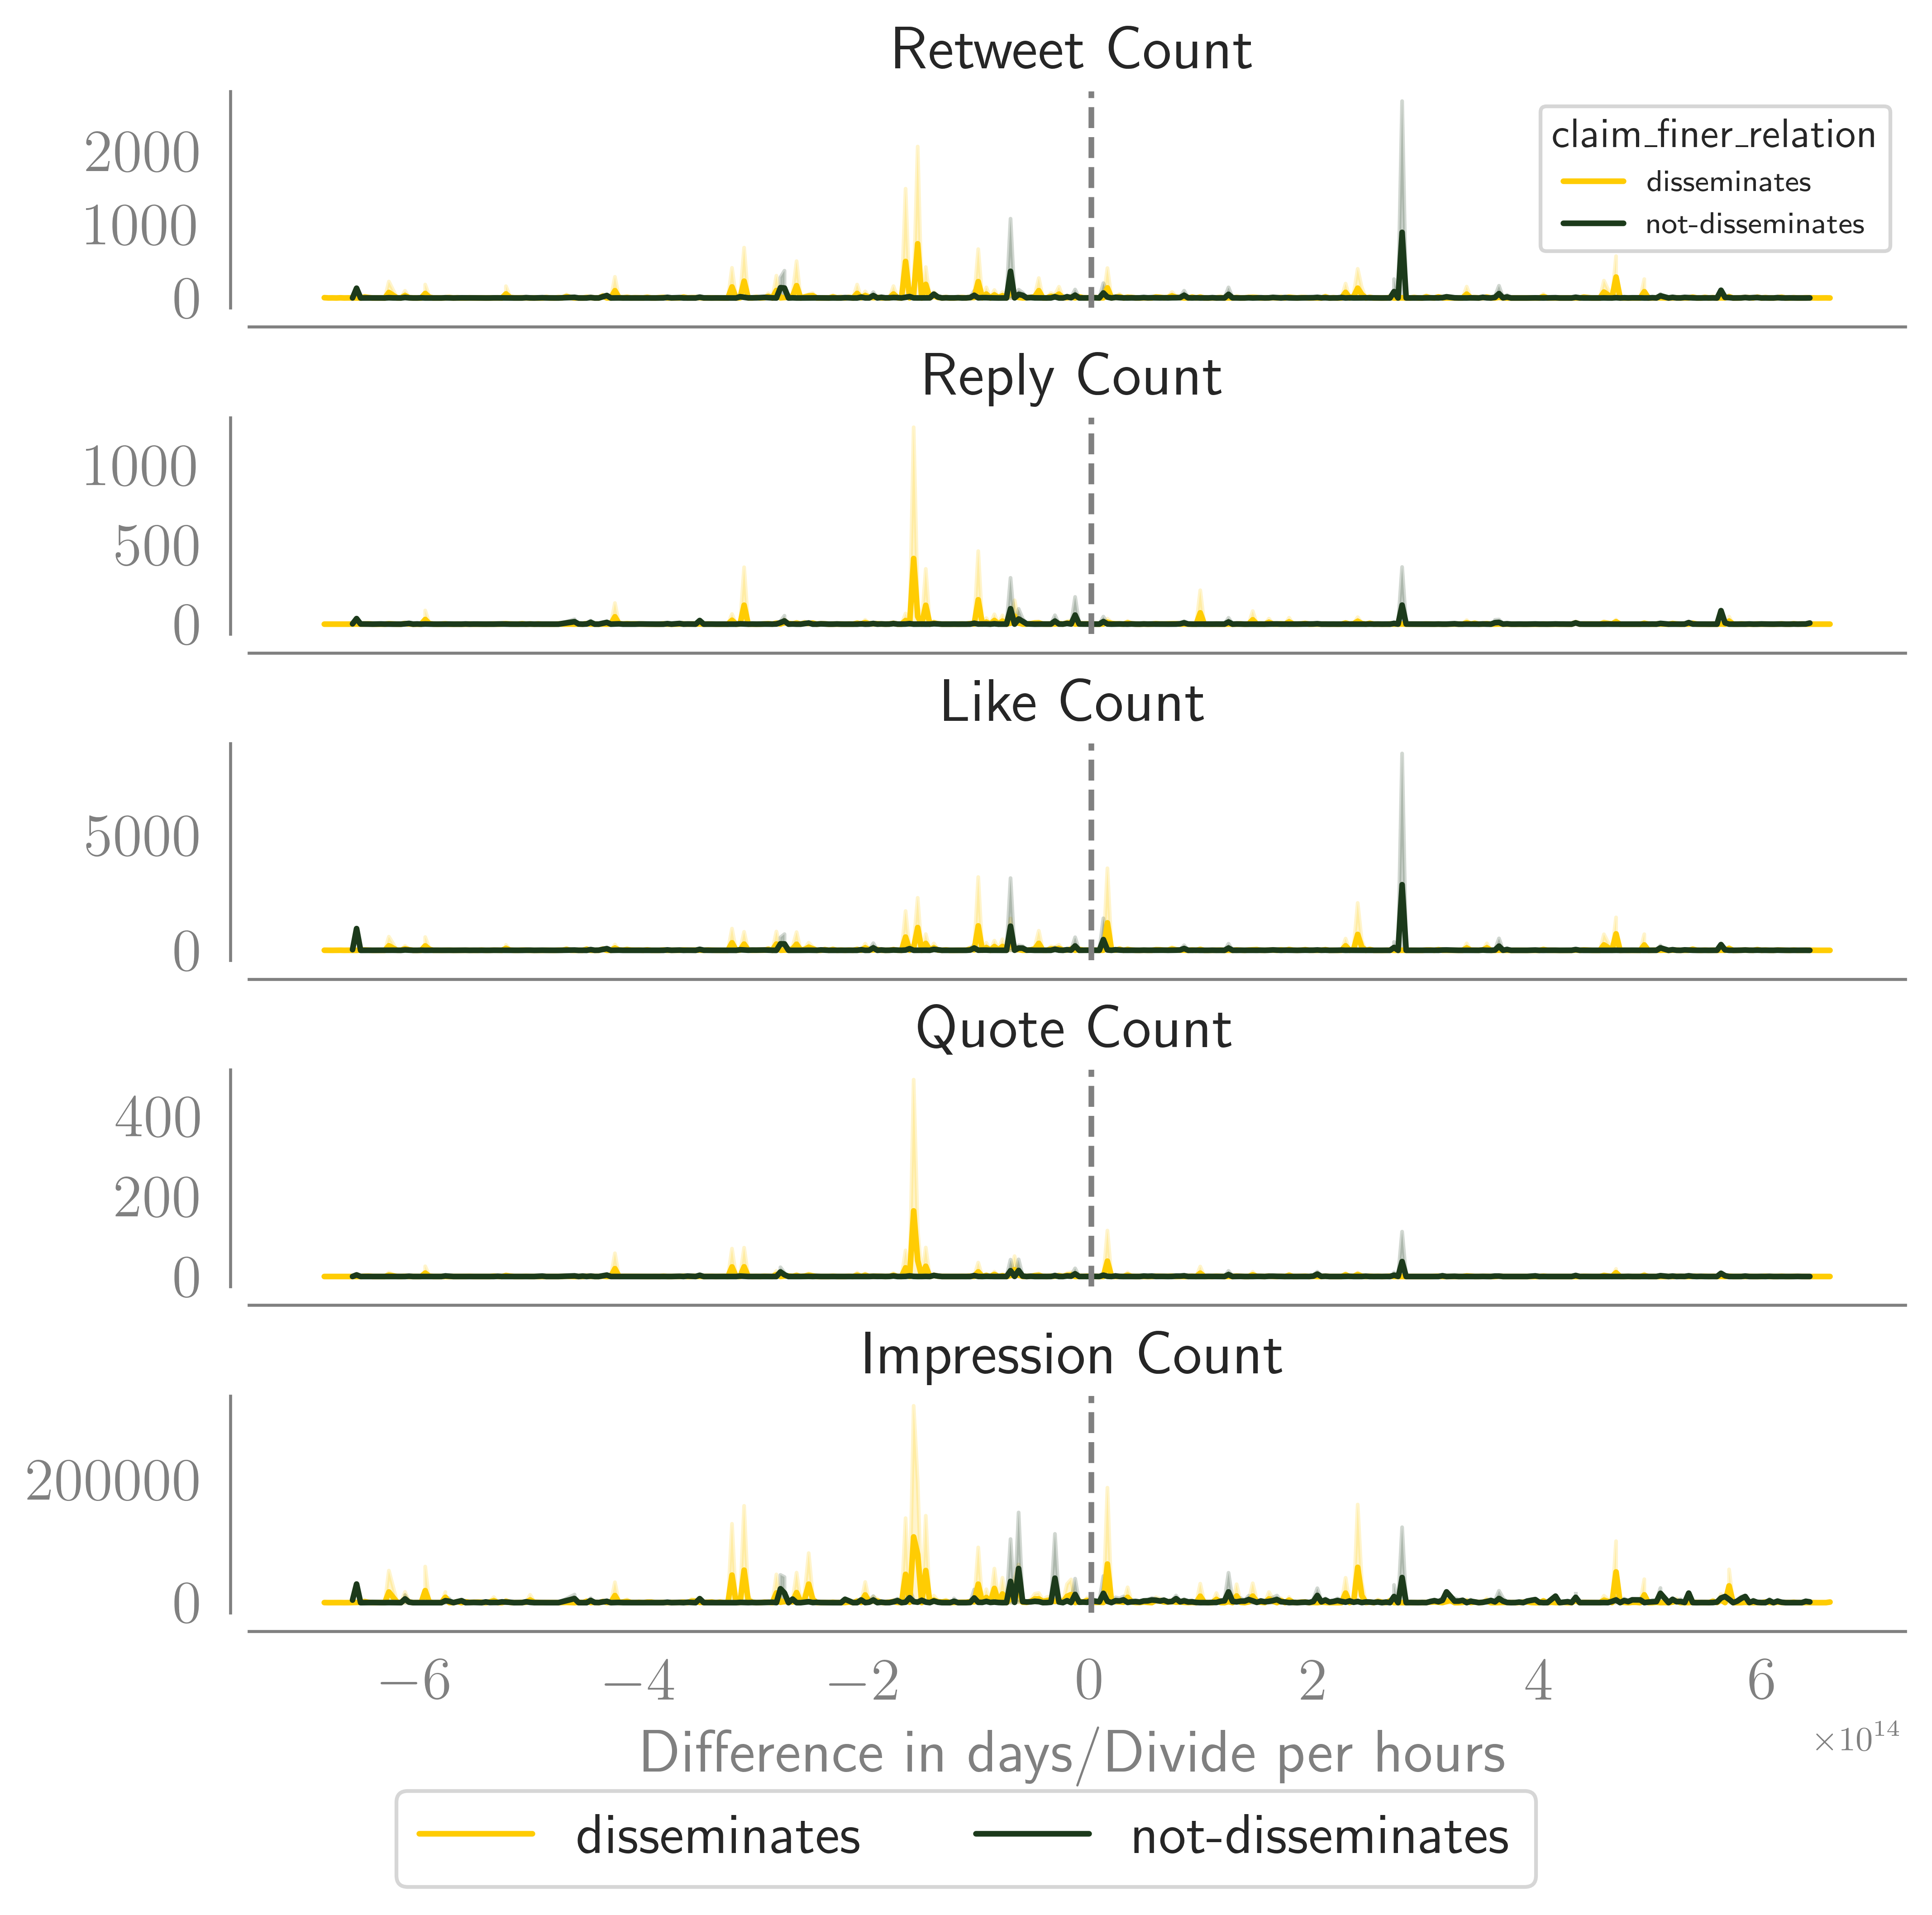 Retweet Count
2000
1000
0
claim_finer_relation
disseminates
not-disseminates
Reply Count
1000
500
0
Like Count
5000
0
Quote Count
400
200
0
Impression Count
200000
0
−6 −4 −2 0 2 4 6
×10¹⁴
Difference in days/Divide per hours
disseminates not-disseminates